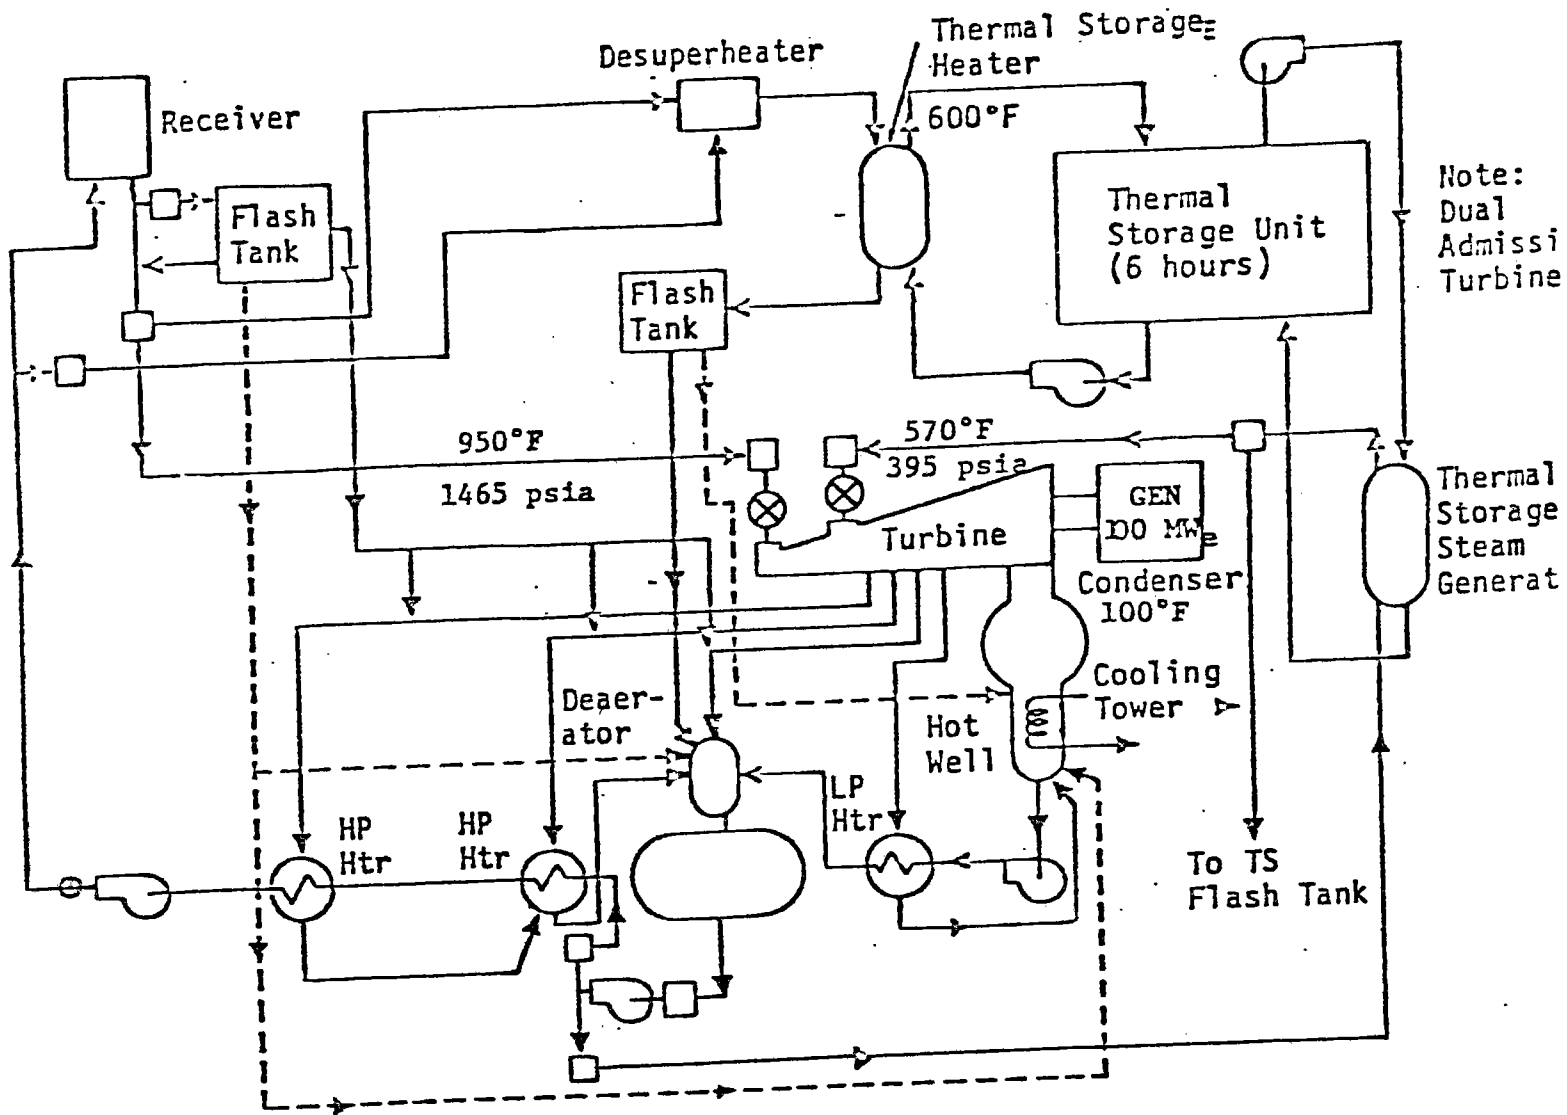 Receiver
Flash
Tank
Desuperheater
Thermal Storage
Heater
600°F
Thermal
Storage Unit
(6 hours)
Note:
Dual
Admissi
Turbine
Flash
Tank
950°F
1465 psia
570°F
395 psia
Turbine
GEN
MWe
Condenser
100°F
Thermal
Storage
Steam
Generat
Deaer-
ator
Hot
Well
Cooling
Tower
LP
Htr
HP
Htr
HP
Htr
To TS
Flash Tank